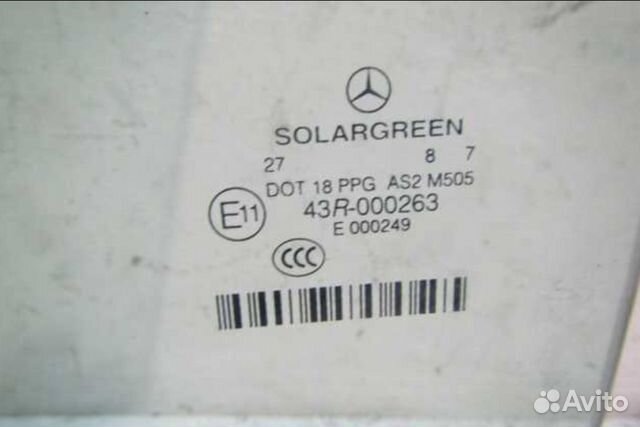 SOLARGREEN
27 8 7
DOT 18 PPG AS2 M505
E11 43R-000263
E 000249
CCC
Avito